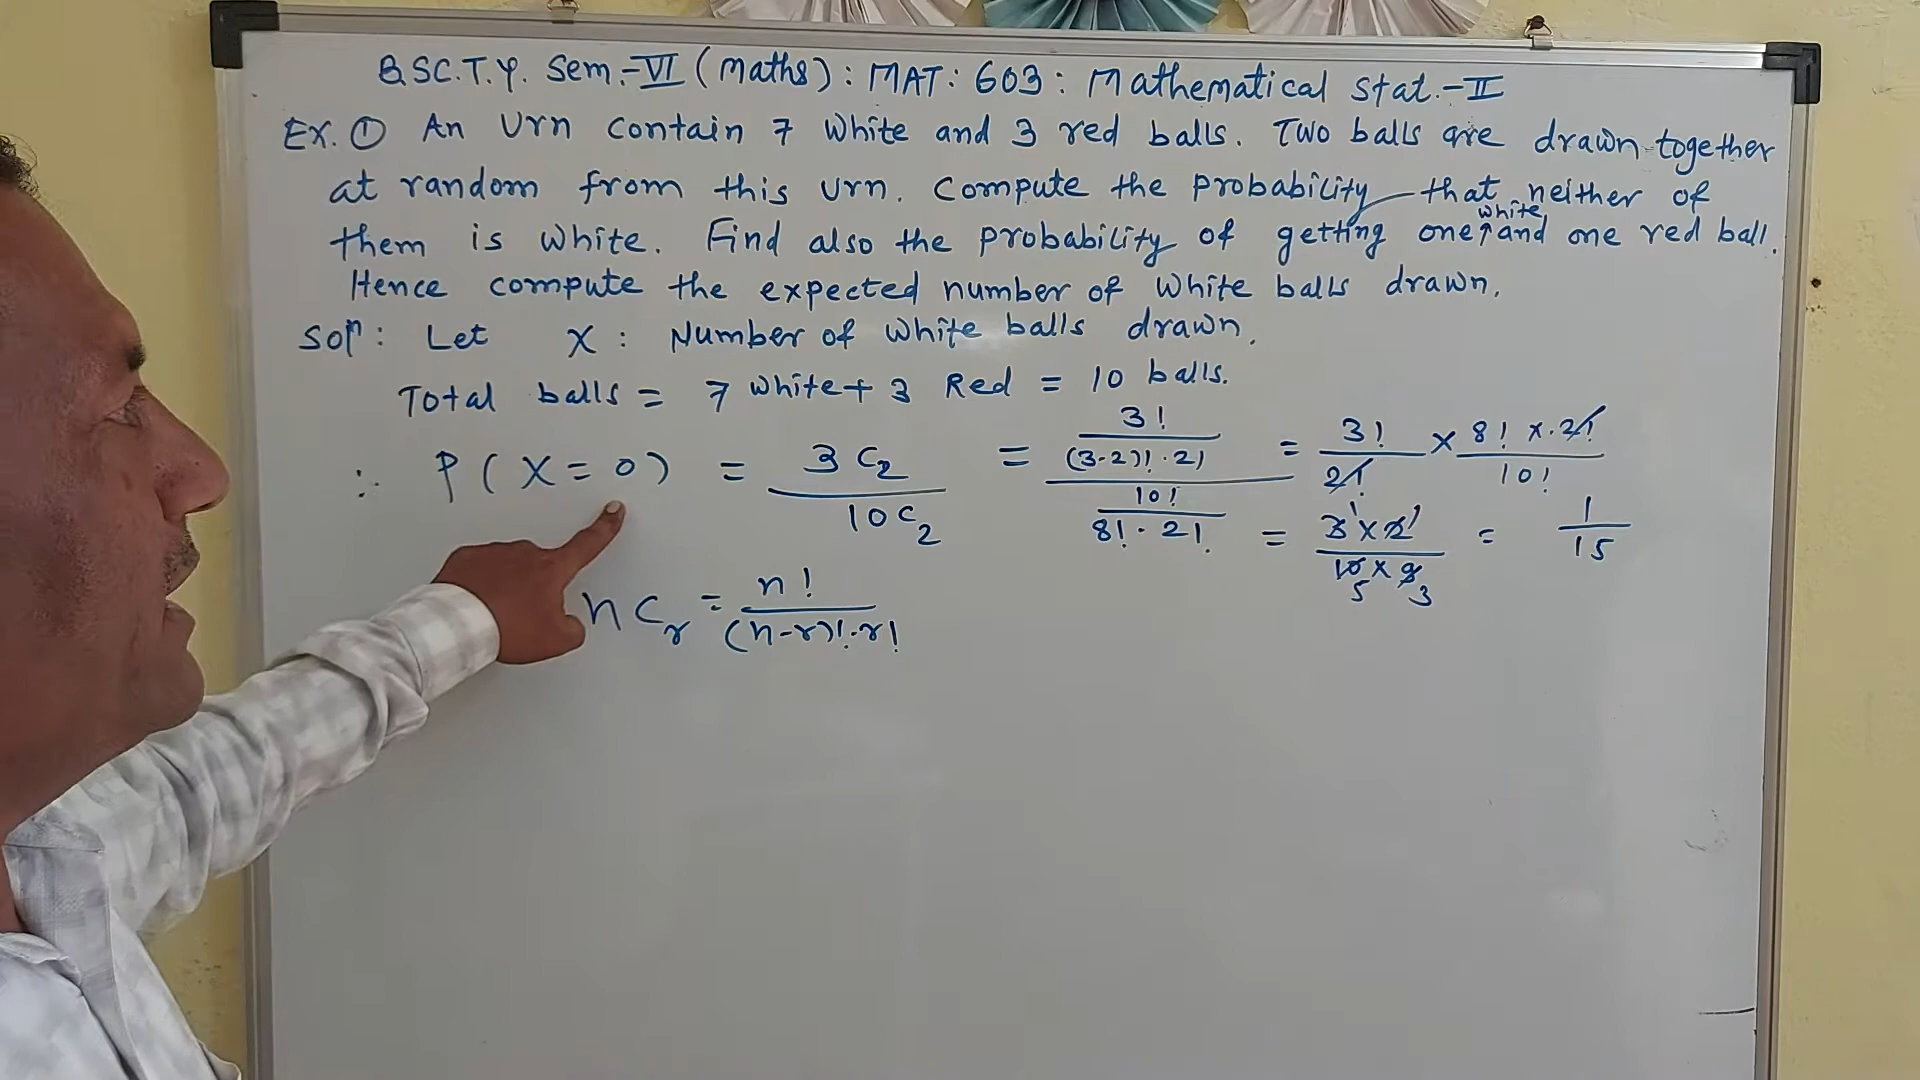 B.SC.T.Y. Sem.-VI (Maths) : MAT: 603 : Mathematical Stat.-II
Ex. ① An Urn contain 7 White and 3 red balls. Two balls are drawn together
at random from this urn. Compute the probability that neither of
them is white. Find also the probability of getting one white and one red ball.
Hence compute the expected number of white balls drawn.
Solⁿ: Let X : Number of white balls drawn.
Total balls = 7 white + 3 Red = 10 balls.
∴ P(X=0) = 3C₂ / 10C₂ = (3! / (3-2)!·2!) / (10! / 8!·2!) = 3! / 2! × 8! × 2! / 10!
= 3 × 2 / 10 × 9 = 1/15
nCr = n! / (n-r)!·r!